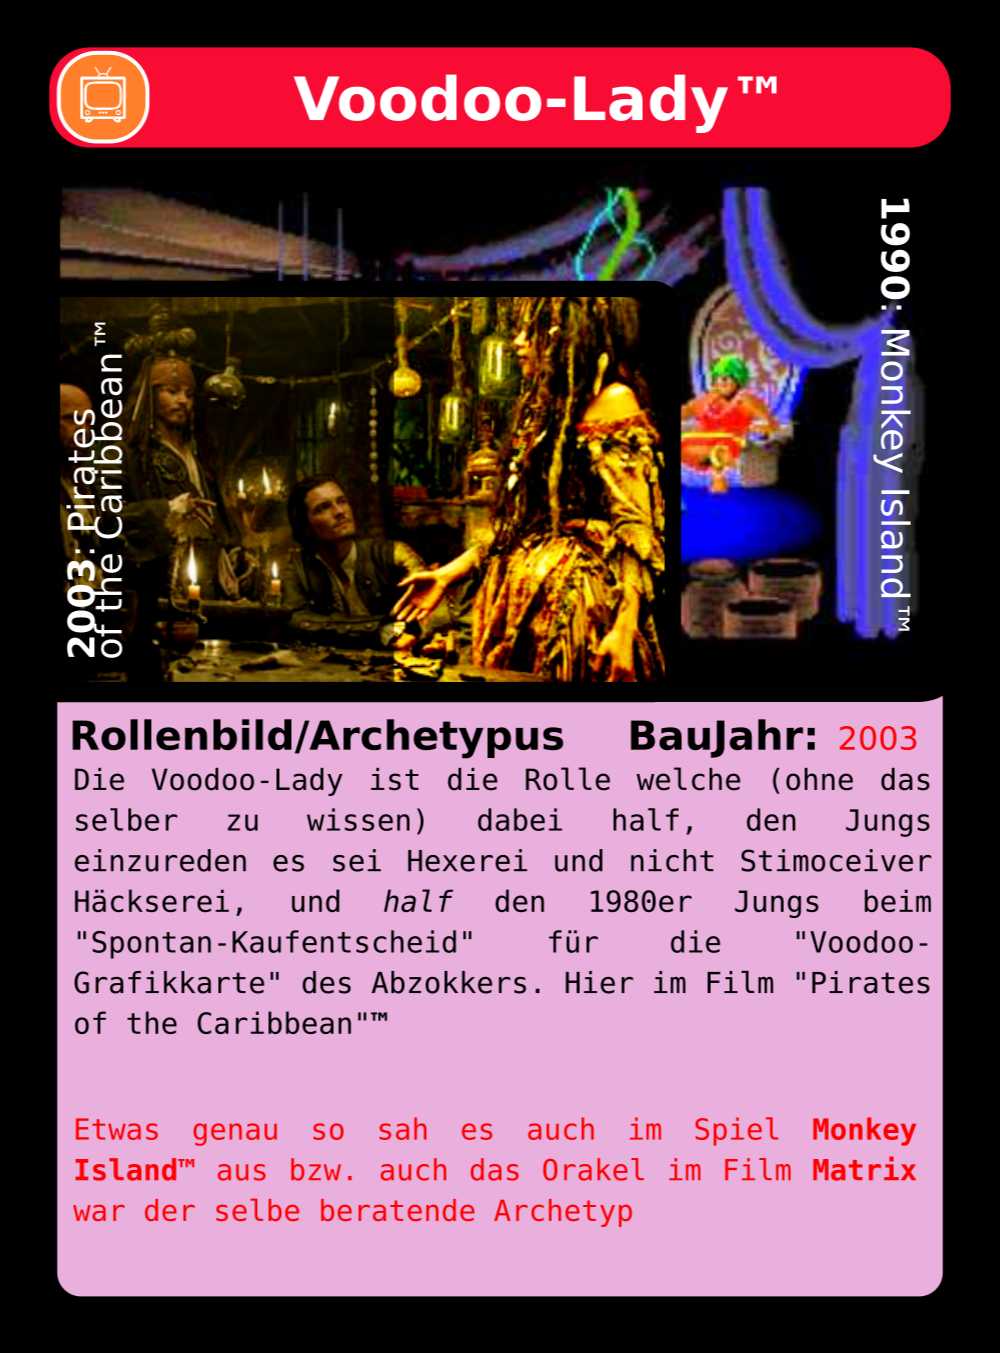 Voodoo-Lady™
1990: Monkey Island™
2003: Pirates
of the Caribbean™
Rollenbild/Archetypus BauJahr: 2003
Die Voodoo-Lady ist die Rolle welche (ohne das
selber zu wissen) dabei half, den Jungs
einzureden es sei Hexerei und nicht Stimoceiver
Häckserei, und half den 1980er Jungs beim
"Spontan-Kaufentscheid" für die "Voodoo-
Grafikkarte" des Abzokkers. Hier im Film "Pirates
of the Caribbean"™
Etwas genau so sah es auch im Spiel Monkey
Island™ aus bzw. auch das Orakel im Film Matrix
war der selbe beratende Archetyp